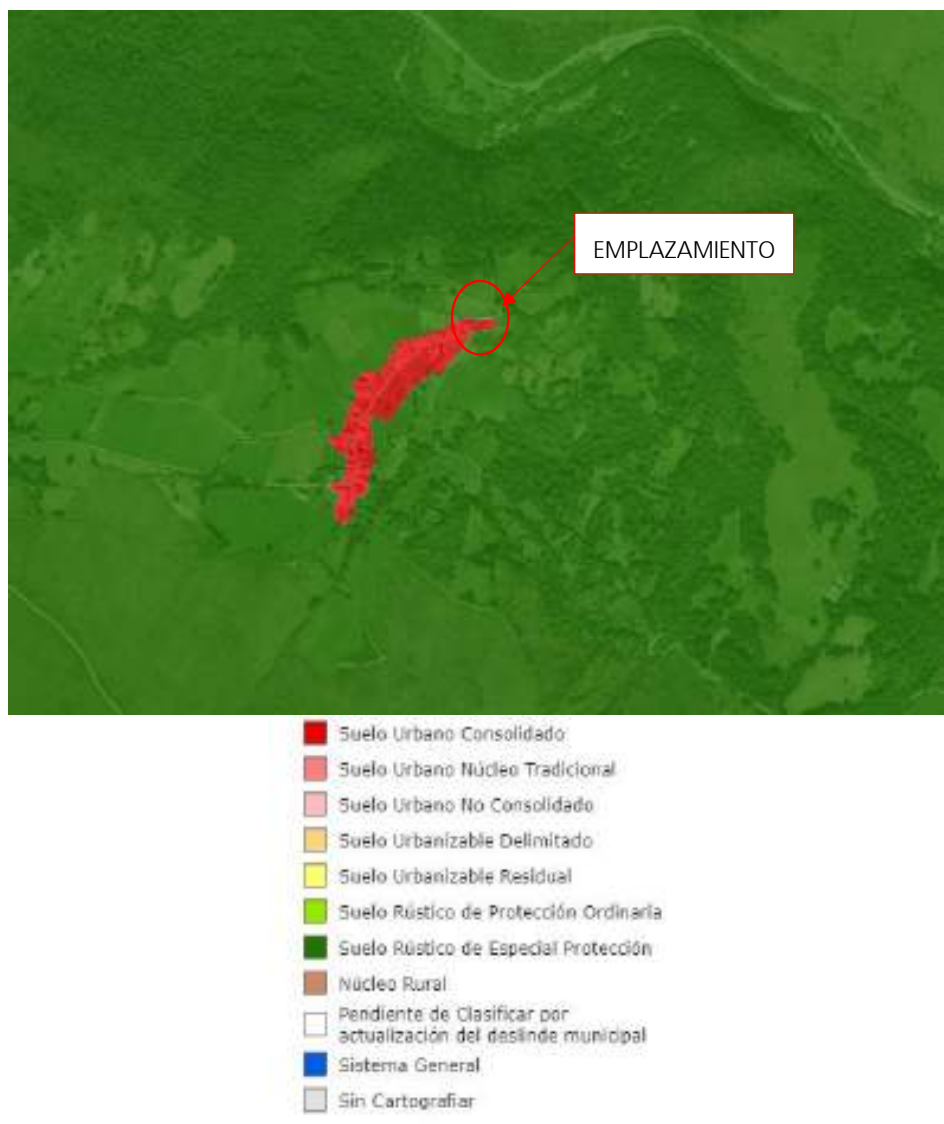 EMPLAZAMIENTO
Suelo Urbano Consolidado
Suelo Urbano Núcleo Tradicional
Suelo Urbano No Consolidado
Suelo Urbanizable Delimitado
Suelo Urbanizable Residual
Suelo Rústico de Protección Ordinaria
Suelo Rústico de Especial Protección
Núcleo Rural
Pendiente de Clasificar por
actualización del deslinde municipal
Sistema General
Sin Cartografiar